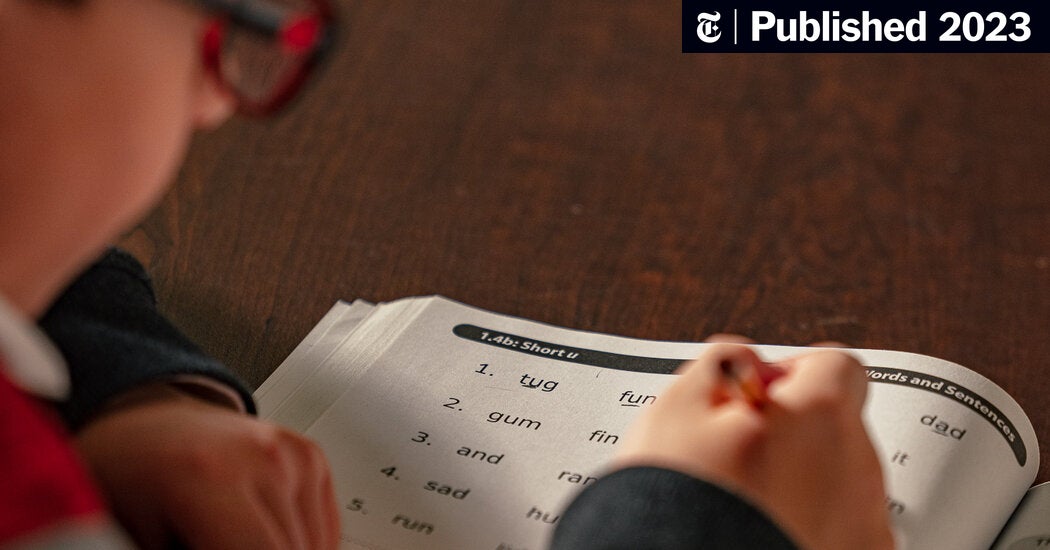 Published 2023
1.4b: Short u Words and Sentences
1. tug fun dad
2. gum fin it
3. and
4. sad
5. run